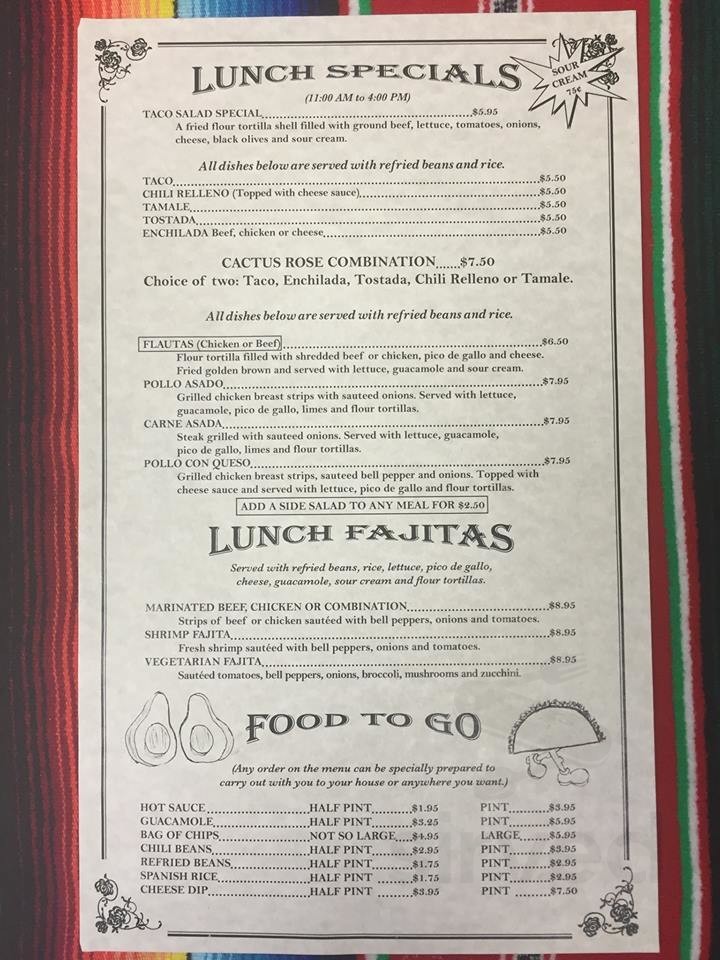 LUNCH SPECIALS
SOUR CREAM 75¢
(11:00 AM to 4:00 PM)
TACO SALAD SPECIAL..........$5.95
A fried flour tortilla shell filled with ground beef, lettuce, tomatoes, onions,
cheese, black olives and sour cream.
All dishes below are served with refried beans and rice.
TACO..........$5.50
CHILI RELLENO (Topped with cheese sauce)..........$5.50
TAMALE..........$5.50
TOSTADA..........$5.50
ENCHILADA Beef, chicken or cheese..........$5.50
CACTUS ROSE COMBINATION......$7.50
Choice of two: Taco, Enchilada, Tostada, Chili Relleno or Tamale.
All dishes below are served with refried beans and rice.
FLAUTAS (Chicken or Beef)..........$6.50
Flour tortilla filled with shredded beef or chicken, pico de gallo and cheese.
Fried golden brown and served with lettuce, guacamole and sour cream.
POLLO ASADO..........$7.95
Grilled chicken breast strips with sauteed onions. Served with lettuce,
guacamole, pico de gallo, limes and flour tortillas.
CARNE ASADA..........$7.95
Steak grilled with sauteed onions. Served with lettuce, guacamole,
pico de gallo, limes and flour tortillas.
POLLO CON QUESO..........$7.95
Grilled chicken breast strips, sauteed bell pepper and onions. Topped with
cheese sauce and served with lettuce, pico de gallo and flour tortillas.
ADD A SIDE SALAD TO ANY MEAL FOR $2.50
LUNCH FAJITAS
Served with refried beans, rice, lettuce, pico de gallo,
cheese, guacamole, sour cream and flour tortillas.
MARINATED BEEF, CHICKEN OR COMBINATION..........$8.95
Strips of beef or chicken sautéed with bell peppers, onions and tomatoes.
SHRIMP FAJITA..........$8.95
Fresh shrimp sautéed with bell peppers, onions and tomatoes.
VEGETARIAN FAJITA..........$8.95
Sautéed tomatoes, bell peppers, onions, broccoli, mushrooms and zucchini.
FOOD TO GO
(Any order on the menu can be specially prepared to
carry out with you to your house or anywhere you want.)
HOT SAUCE..........HALF PINT..........$1.95 PINT..........$3.95
GUACAMOLE..........HALF PINT..........$3.25 PINT..........$5.95
BAG OF CHIPS..........NOT SO LARGE....$4.95 LARGE..........$5.95
CHILI BEANS..........HALF PINT..........$2.95 PINT..........$3.95
REFRIED BEANS..........HALF PINT..........$1.75 PINT..........$2.95
SPANISH RICE..........HALF PINT ..........$1.75 PINT..........$2.95
CHEESE DIP..........HALF PINT ..........$3.95 PINT ..........$7.50